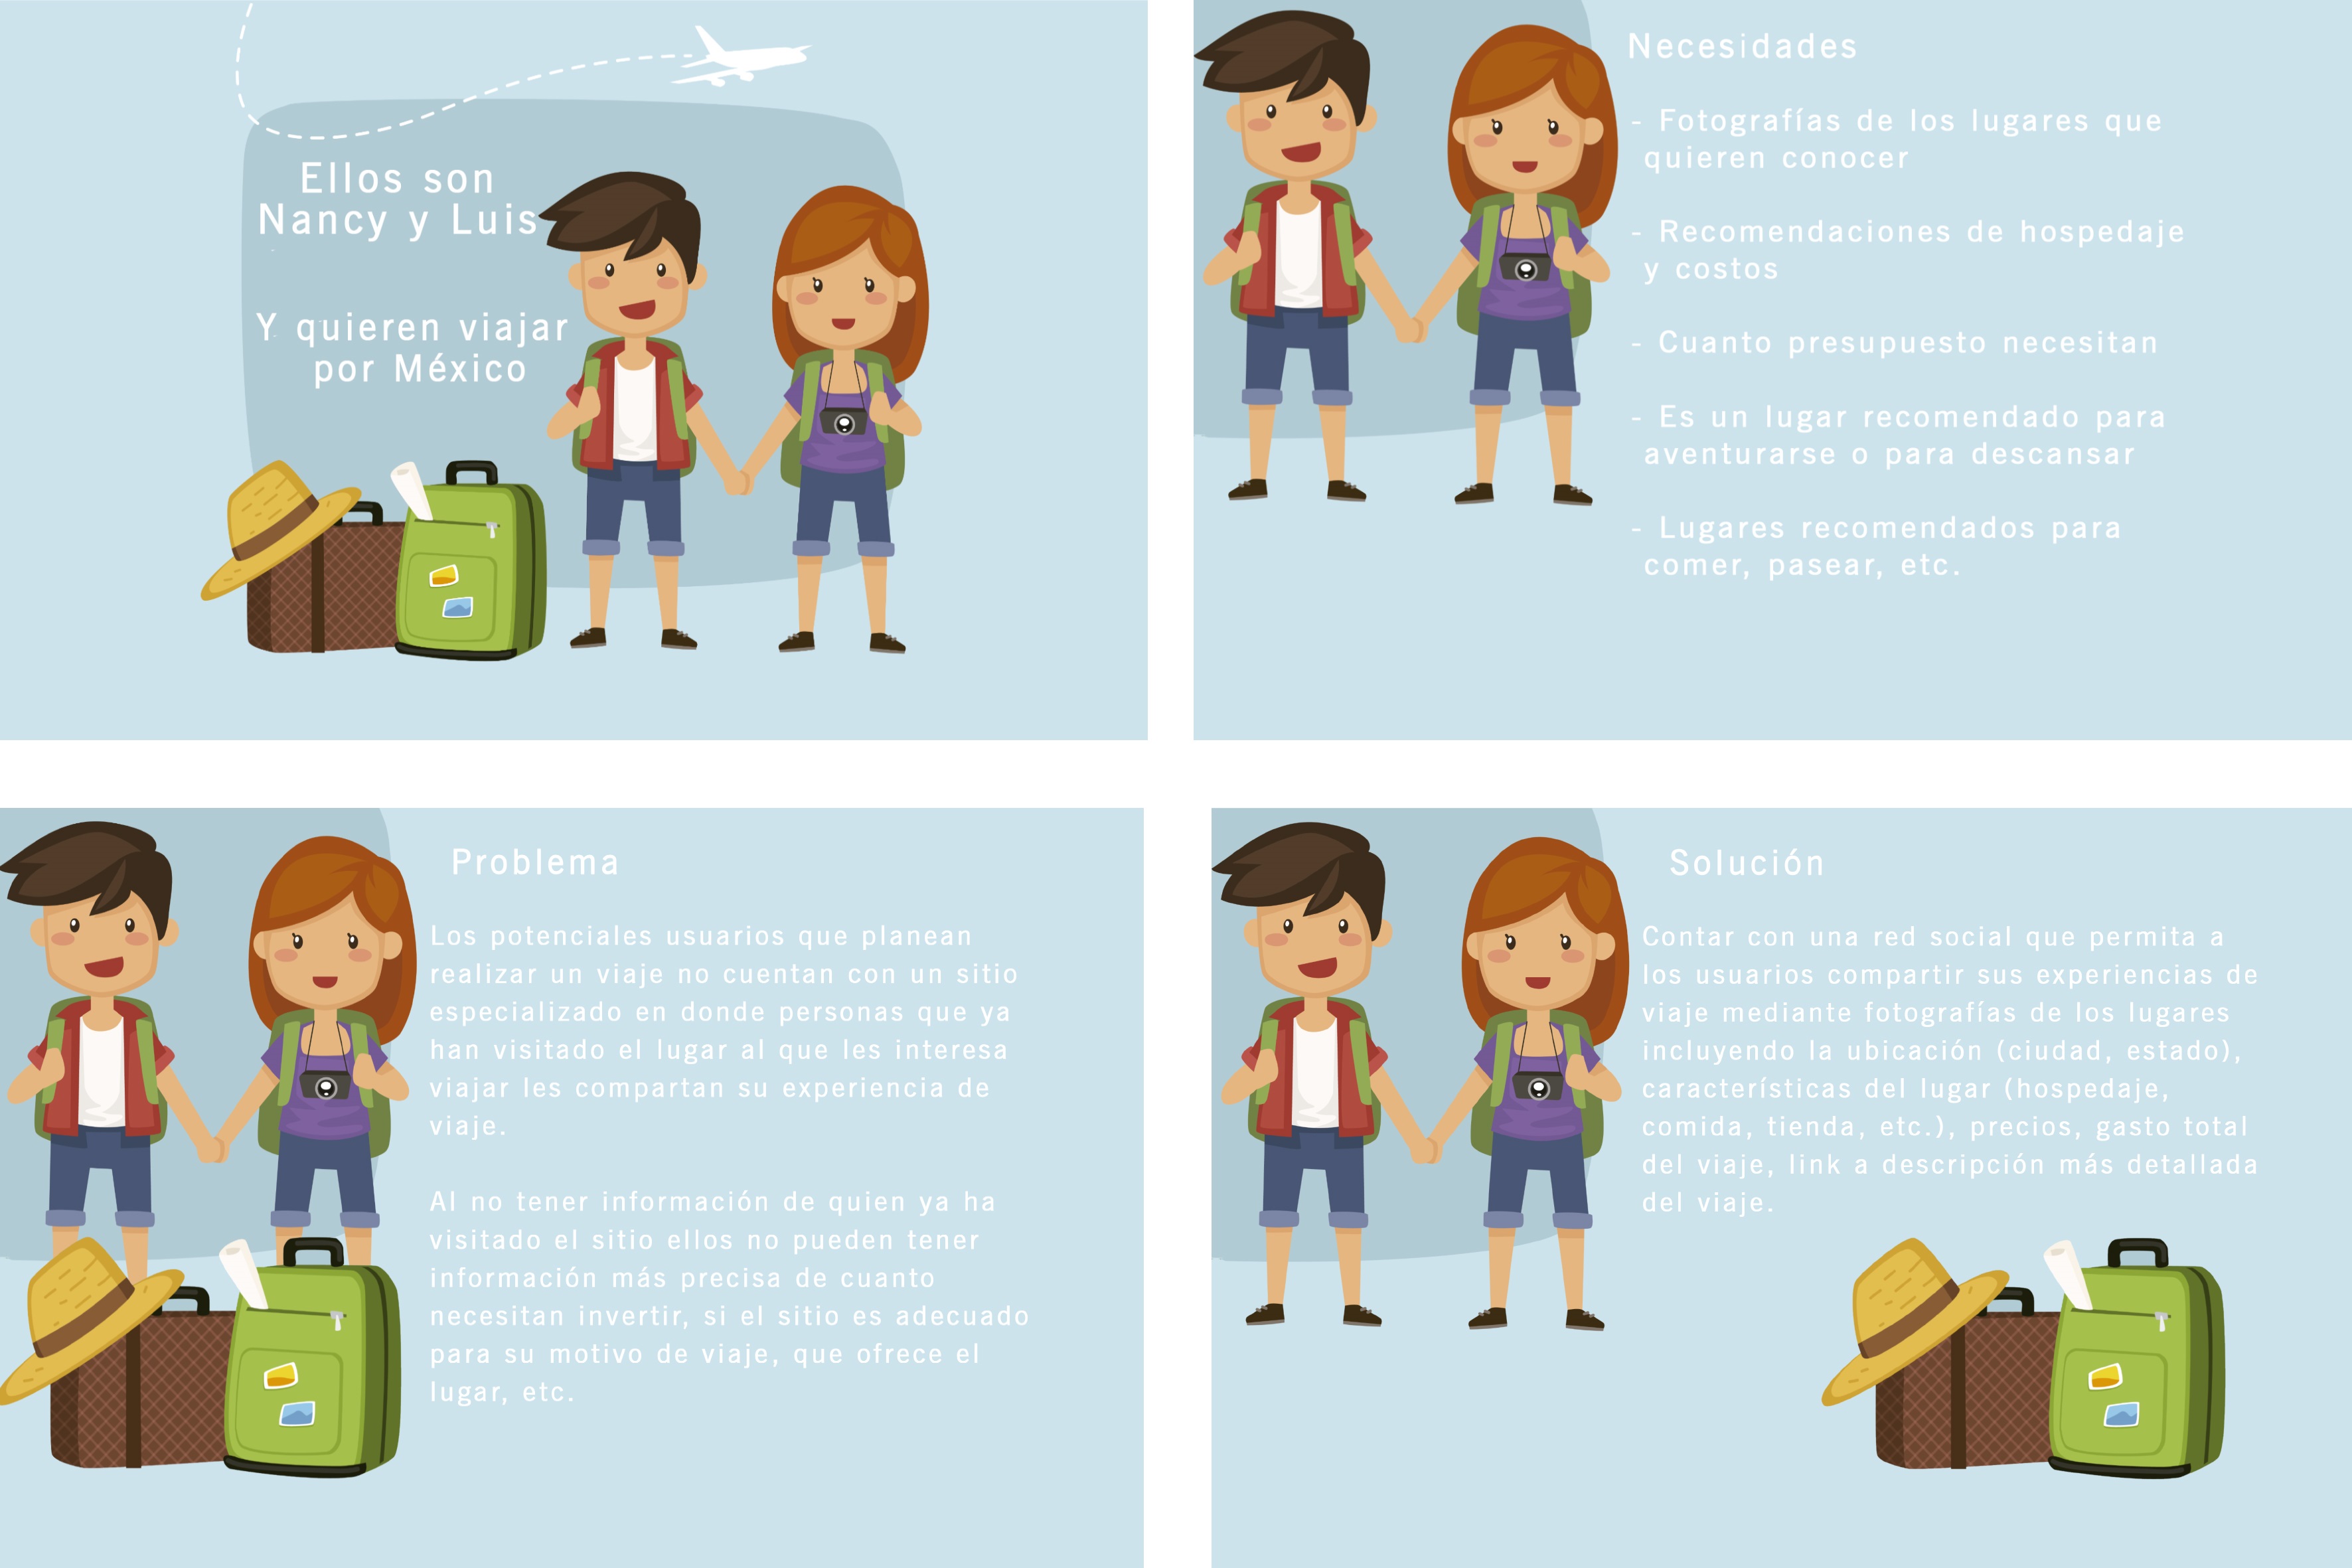 Ellos son
Nancy y Luis
Y quieren viajar
por México
Necesidades
- Fotografías de los lugares que
quieren conocer
- Recomendaciones de hospedaje
y costos
- Cuanto presupuesto necesitan
- Es un lugar recomendado para
aventurarse o para descansar
- Lugares recomendados para
comer, pasear, etc.
Problema
Los potenciales usuarios que planean
realizar un viaje no cuentan con un sitio
especializado en donde personas que ya
han visitado el lugar al que les interesa
viajar les compartan su experiencia de
viaje.
Al no tener información de quien ya ha
visitado el sitio ellos no pueden tener
información más precisa de cuanto
necesitan invertir, si el sitio es adecuado
para su motivo de viaje, que ofrece el
lugar, etc.
Solución
Contar con una red social que permita a
los usuarios compartir sus experiencias de
viaje mediante fotografías de los lugares
incluyendo la ubicación (ciudad, estado),
características del lugar (hospedaje,
comida, tienda, etc.), precios, gasto total
del viaje, link a descripción más detallada
del viaje.